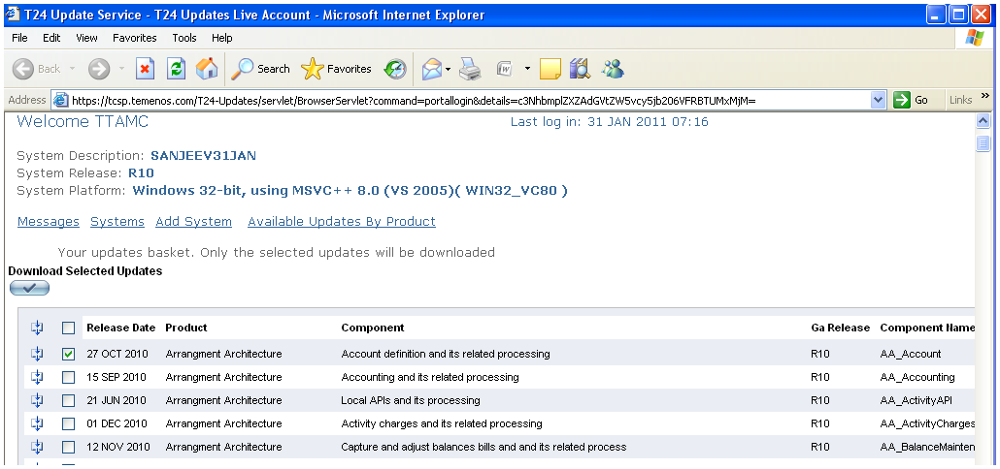 T24 Update Service - T24 Updates Live Account - Microsoft Internet Explorer
File Edit View Favorites Tools Help
Back Search Favorites
Address https://tcsp.temenos.com/T24-Updates/servlet/BrowserServlet?command=portallogin&details=c3NhbmplZXZAdGVtZW5vcy5jb206VFRBTUMxMjM= Go Links »
Welcome TTAMC Last log in: 31 JAN 2011 07:16
System Description: SANJEEV31JAN
System Release: R10
System Platform: Windows 32-bit, using MSVC++ 8.0 (VS 2005)( WIN32_VC80 )
Messages Systems Add System Available Updates By Product
Your updates basket. Only the selected updates will be downloaded
Download Selected Updates
Release Date Product Component Ga Release Component Name
27 OCT 2010 Arrangment Architecture Account definition and its related processing R10 AA_Account
15 SEP 2010 Arrangment Architecture Accounting and its related processing R10 AA_Accounting
21 JUN 2010 Arrangment Architecture Local APIs and its processing R10 AA_ActivityAPI
01 DEC 2010 Arrangment Architecture Activity charges and its related processing R10 AA_ActivityCharges
12 NOV 2010 Arrangment Architecture Capture and adjust balances bills and and its related process R10 AA_BalanceMainten